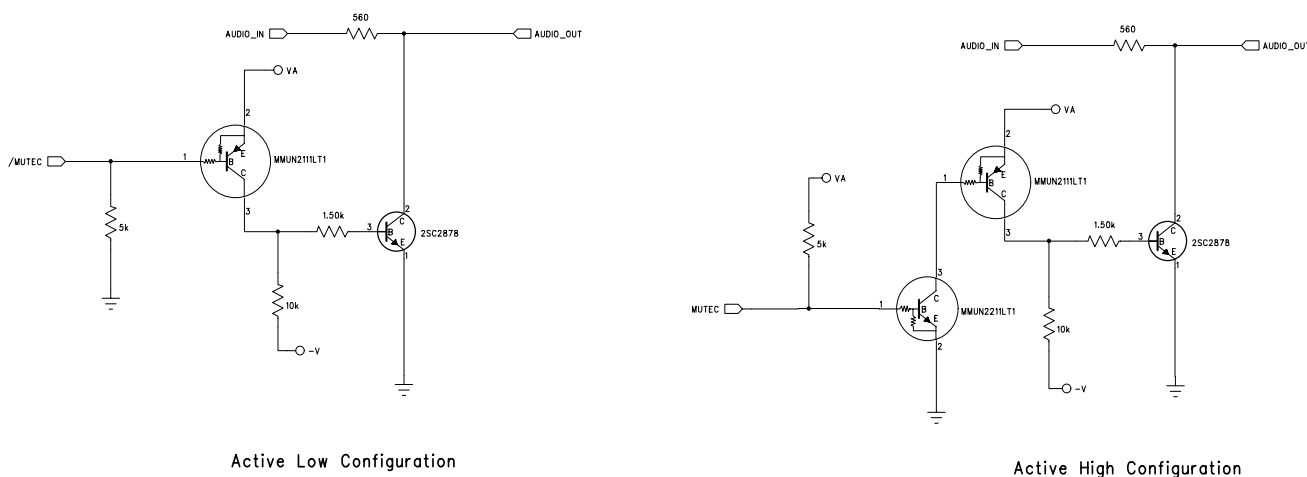 560
AUDIO_IN
AUDIO_OUT
VA
2
/MUTEC
1
B
E
C
MMUN2111LT1
3
5k
1.50k
3
B
2
C
E
1
2SC2878
10k
-V
Active Low Configuration
560
AUDIO_IN
AUDIO_OUT
VA
2
1
B
E
C
MMUN2111LT1
3
VA
5k
1.50k
3
B
2
C
E
1
2SC2878
MUTEC
1
3
B
C
E
2
MMUN2211LT1
10k
-V
Active High Configuration